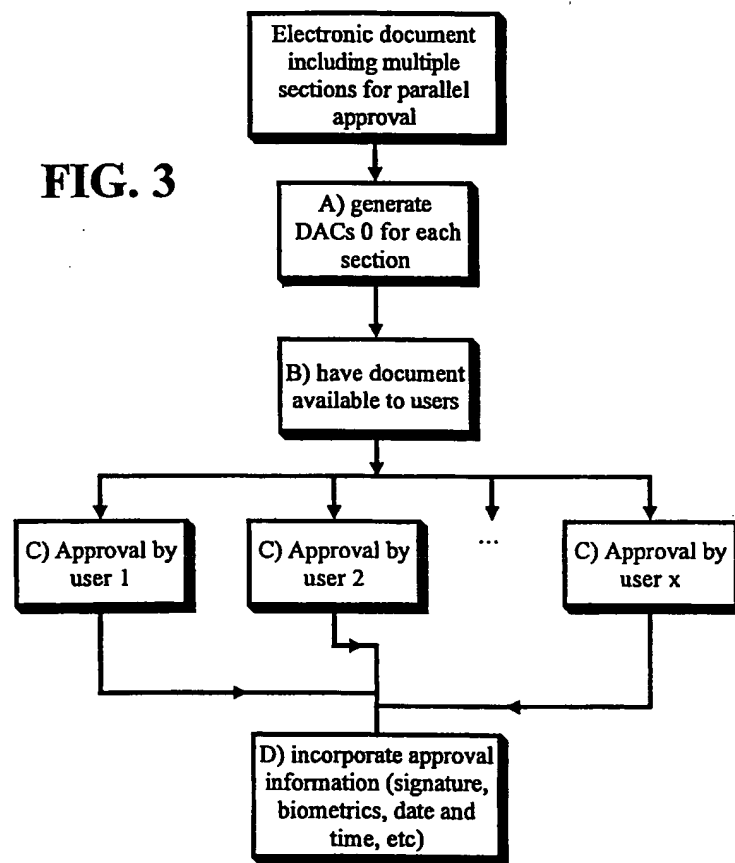 Electronic document
including multiple
sections for parallel
approval
FIG. 3
A) generate
DACs 0 for each
section
B) have document
available to users
C) Approval by
user 1
C) Approval by
user 2
...
C) Approval by
user x
D) incorporate approval
information (signature,
biometrics, date and
time, etc)